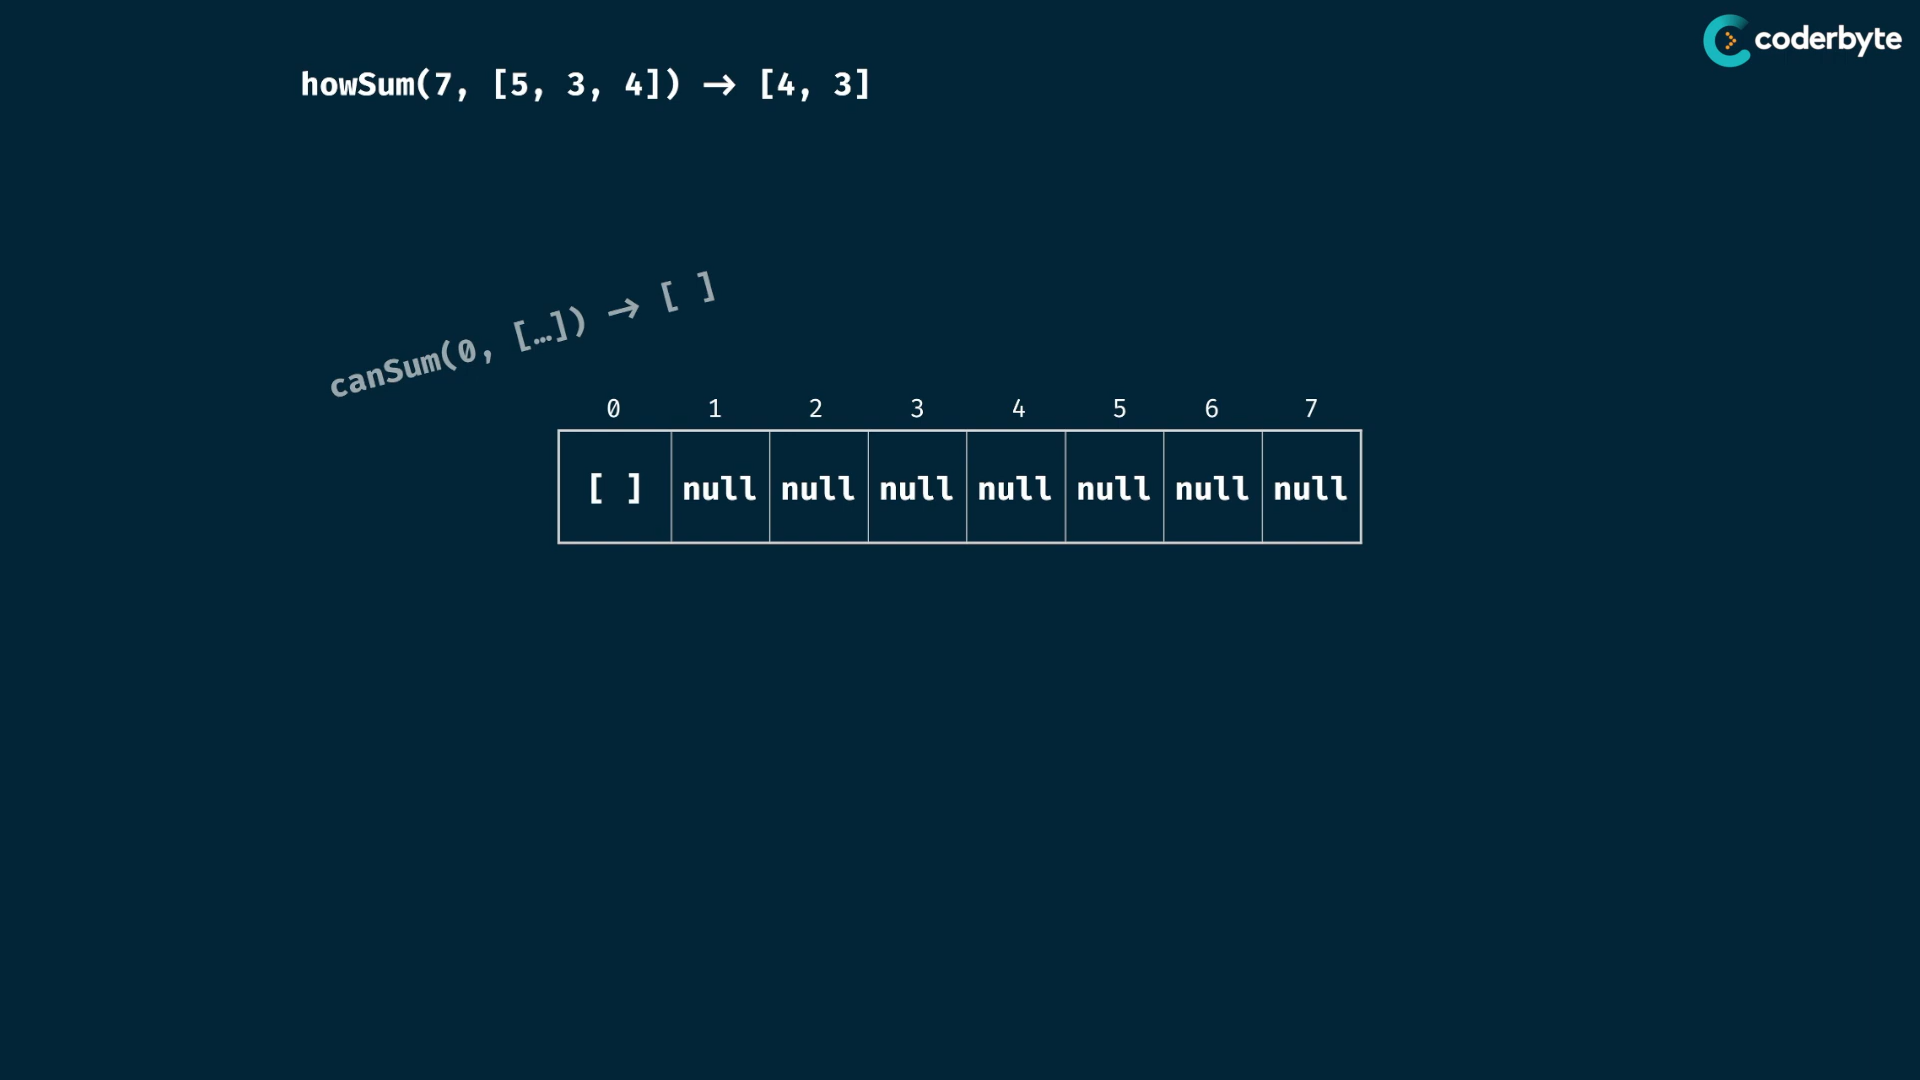 coderbyte
howSum(7, [5, 3, 4]) → [4, 3]
canSum(0, […]) → [ ]
0 1 2 3 4 5 6 7
[ ] null null null null null null null